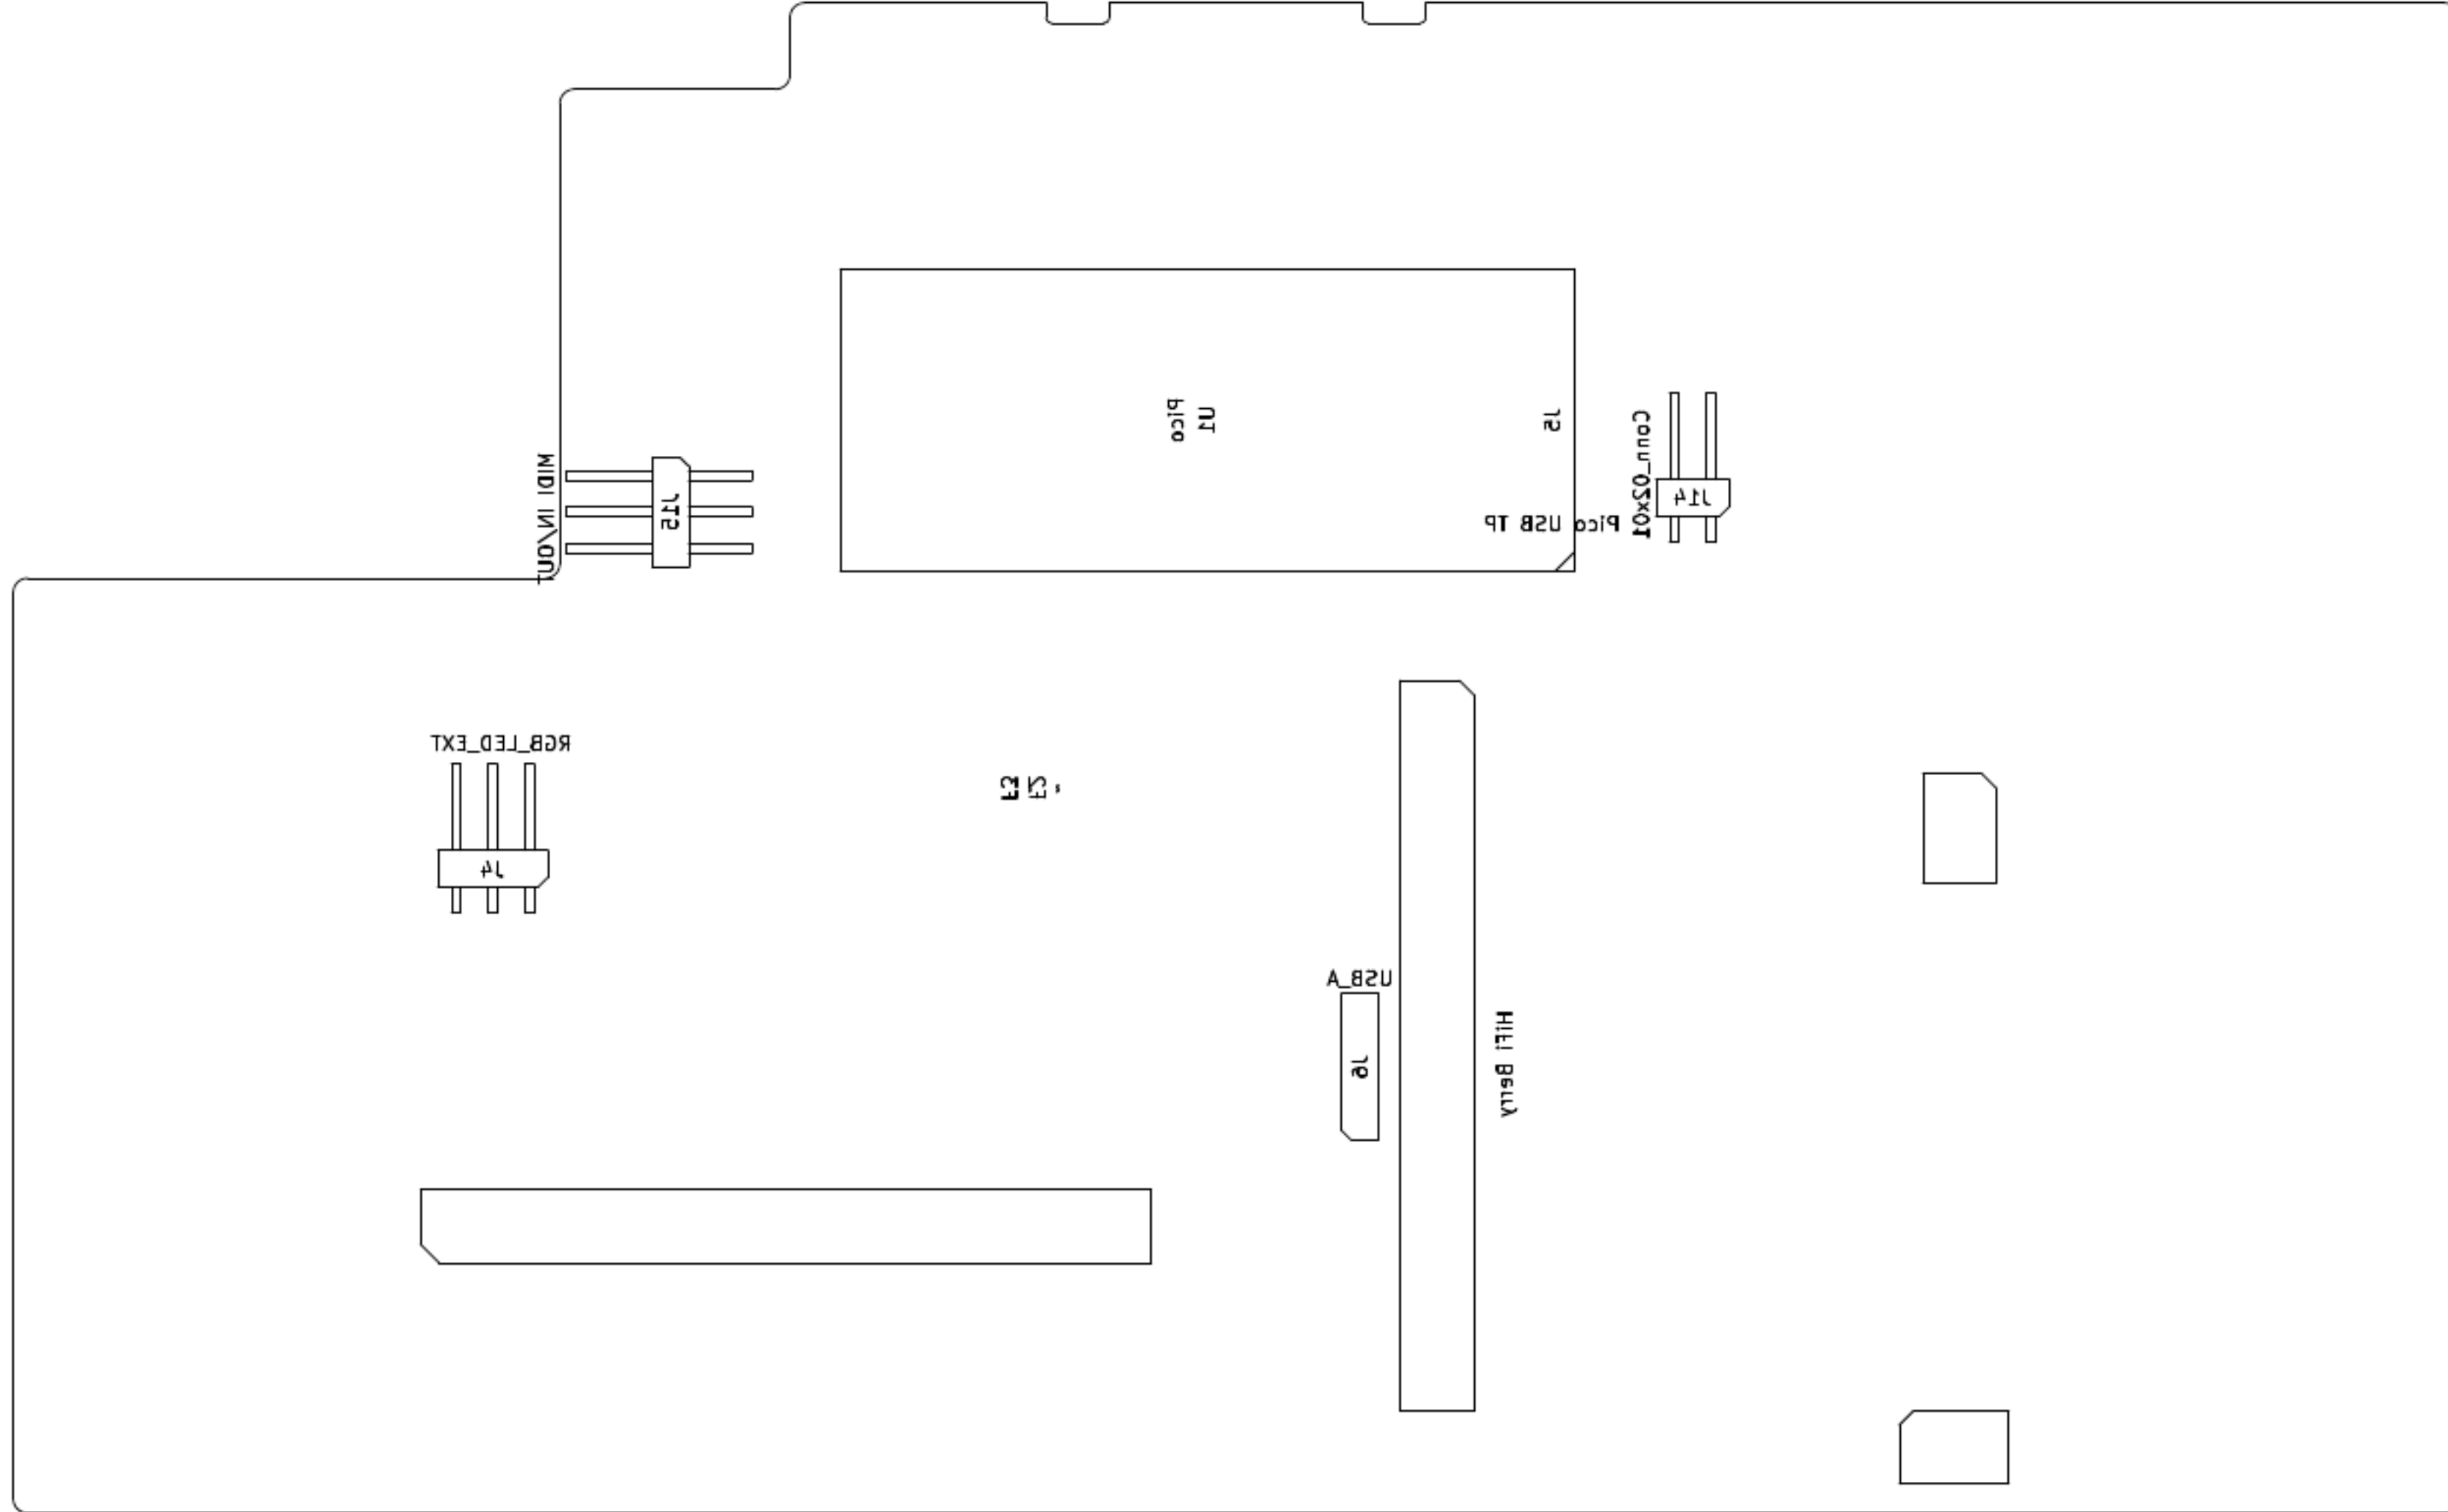 Pico
U1
J5
Conn_02x01
MIDI IN/OUT
J15
J14
Pico USB TP
RGB_LED_EXT
J4
USB_A
J6
HiFi Berry